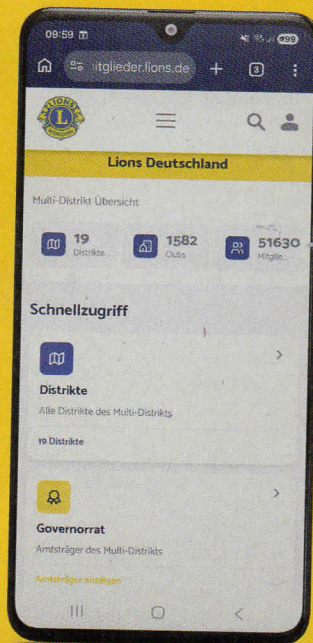 09:59
99
itglieder.lions.de
3
LIONS
L
Lions Deutschland
Multi-Distrikt Übersicht
19
Distrikte
1582
Clubs
51630
Mitglie...
Schnellzugriff
Distrikte
Alle Distrikte des Multi-Distrikts
19 Distrikte
Governorrat
Amtsträger des Multi-Distrikts
Amtsträger anzeigen